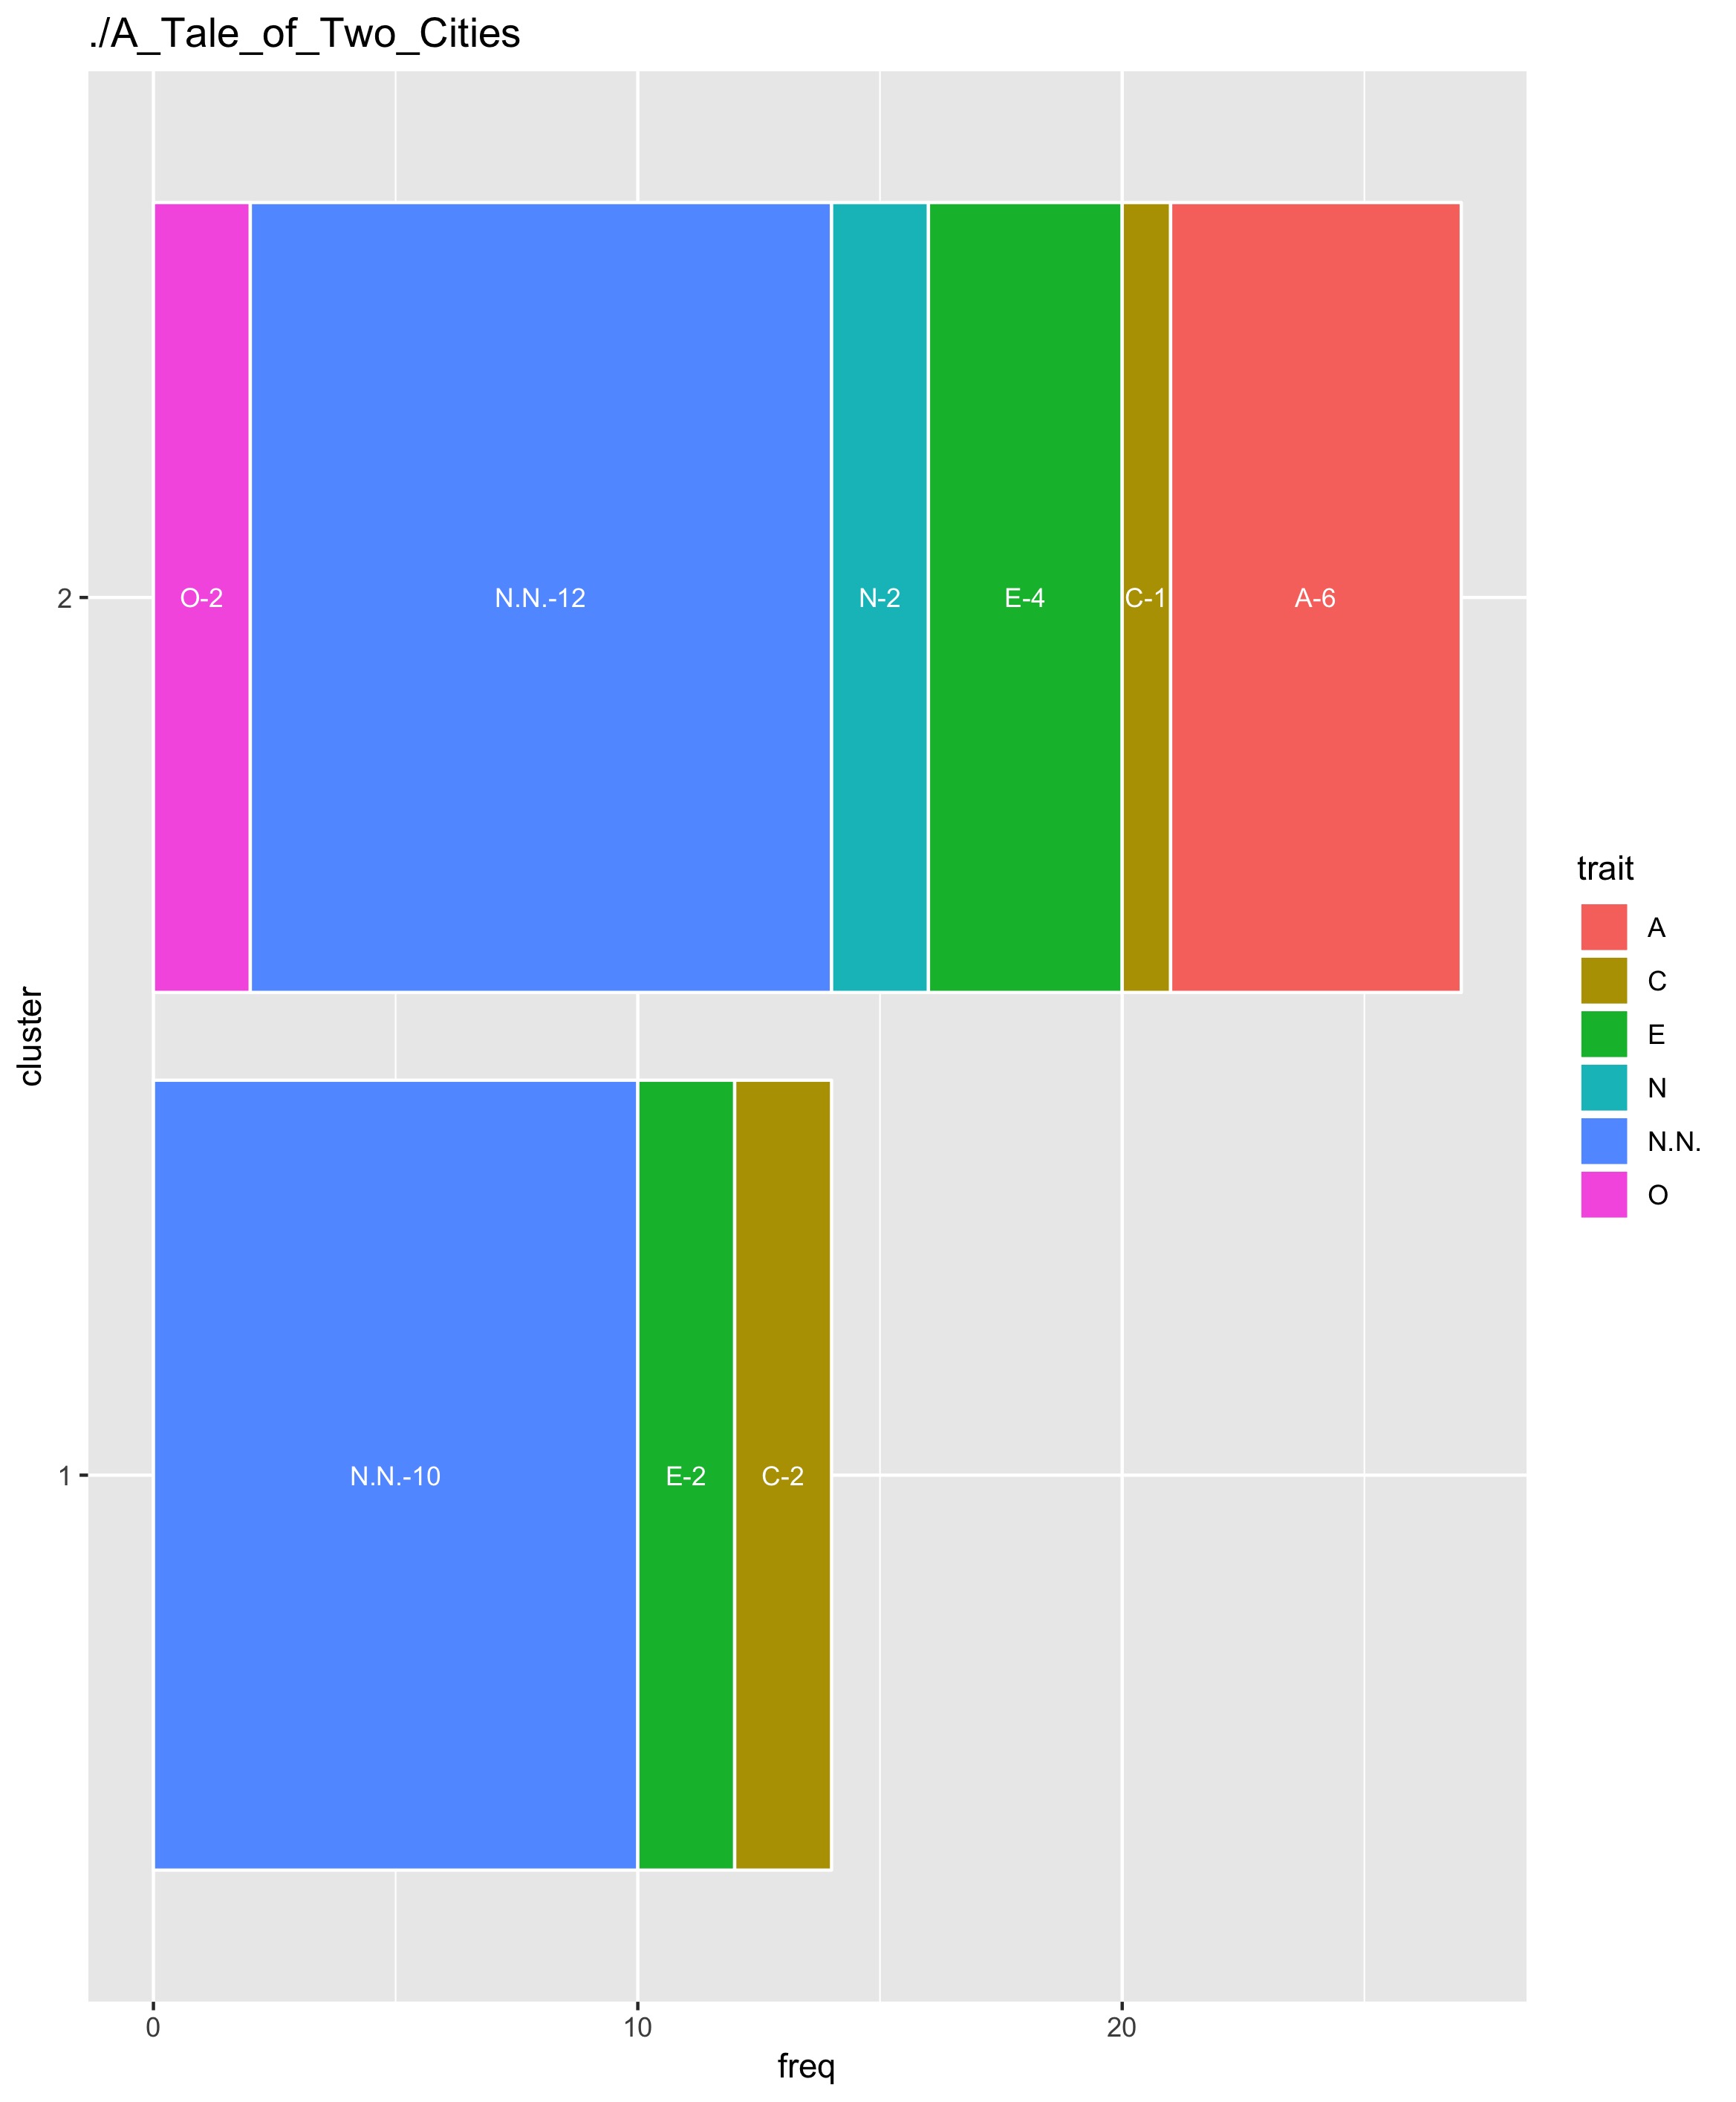 ./A_Tale_of_Two_Cities
cluster
2
O-2 N.N.-12 N-2 E-4 C-1 A-6
1
N.N.-10 E-2 C-2
0 10 20
freq
trait
A
C
E
N
N.N.
O